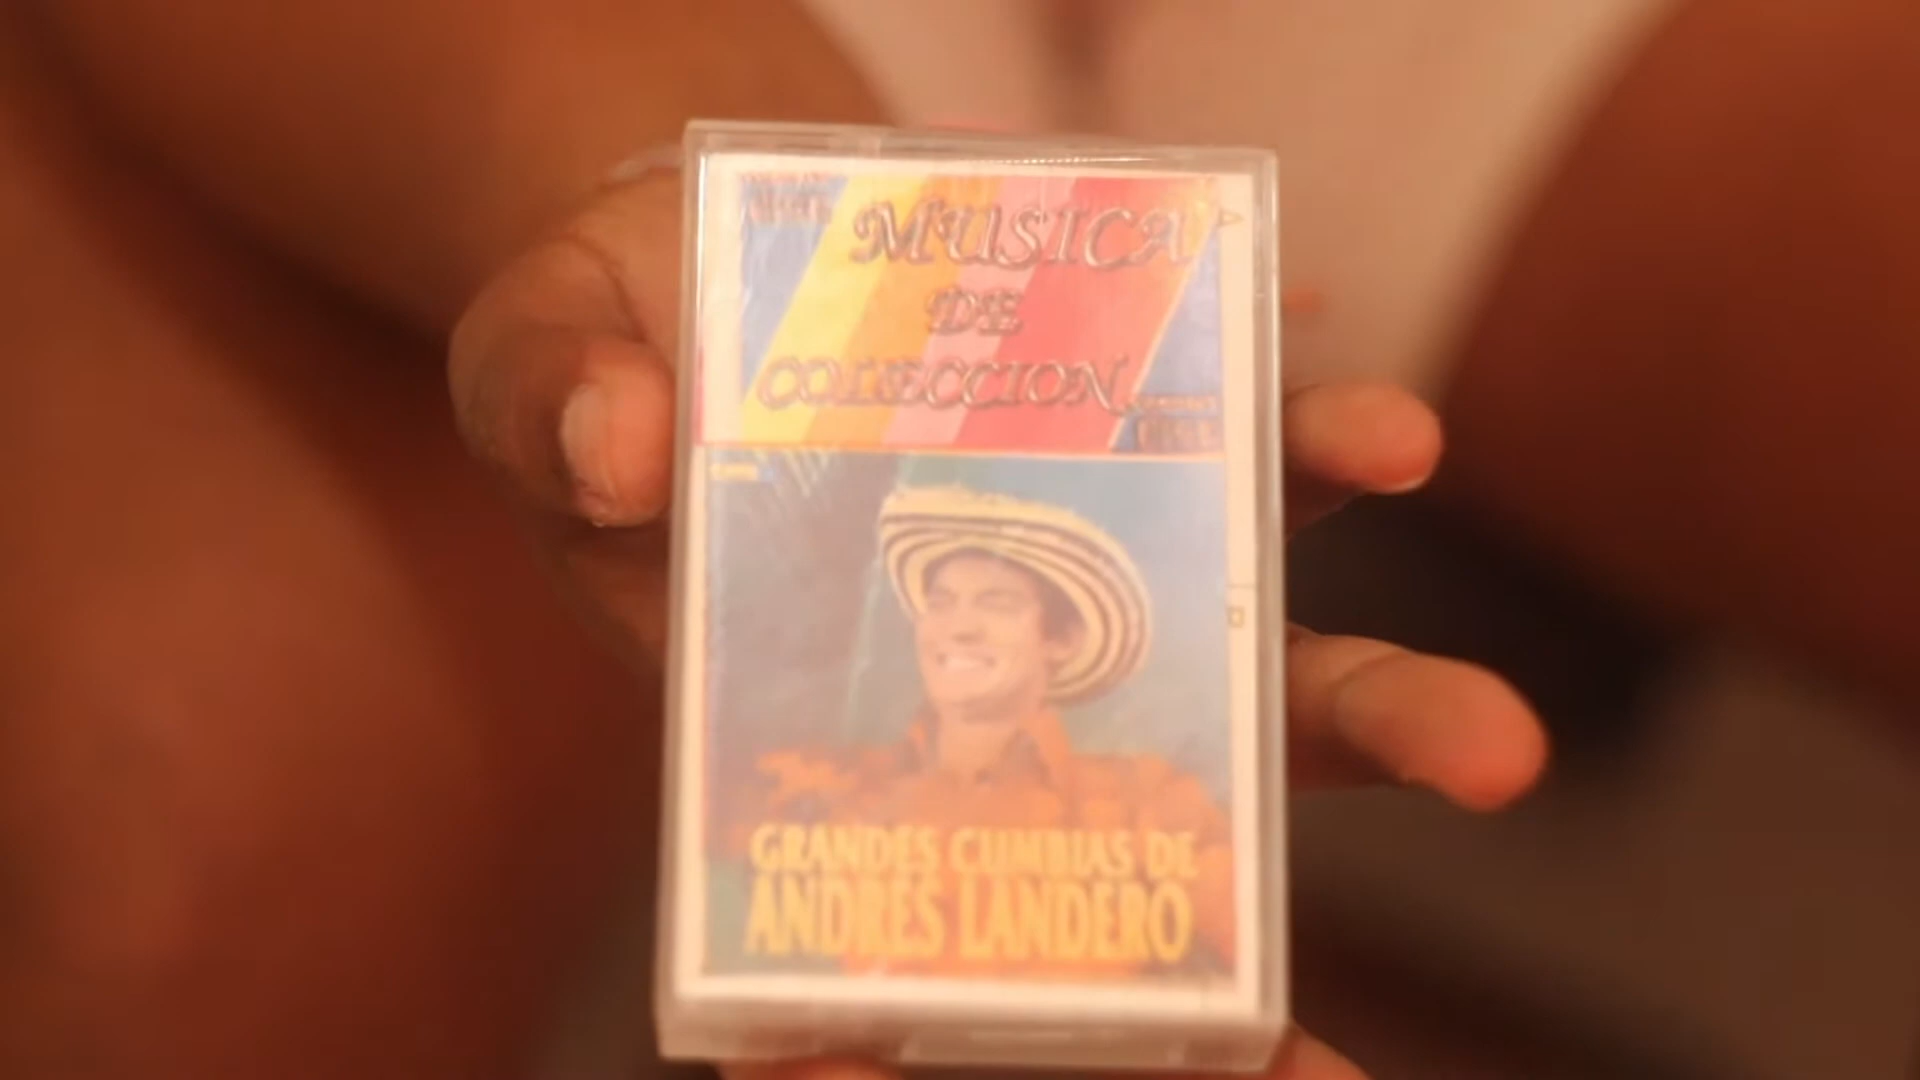 MUSICA
DE
COLECCION
GRANDES CUMBIAS DE
ANDRES LANDERO